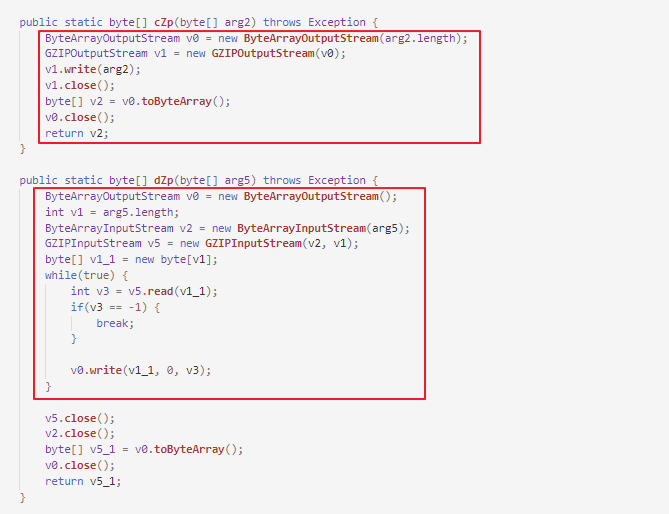 public static byte[] cZp(byte[] arg2) throws Exception {
    ByteArrayOutputStream v0 = new ByteArrayOutputStream(arg2.length);
    GZIPOutputStream v1 = new GZIPOutputStream(v0);
    v1.write(arg2);
    v1.close();
    byte[] v2 = v0.toByteArray();
    v0.close();
    return v2;
}
public static byte[] dZp(byte[] arg5) throws Exception {
    ByteArrayOutputStream v0 = new ByteArrayOutputStream();
    int v1 = arg5.length;
    ByteArrayInputStream v2 = new ByteArrayInputStream(arg5);
    GZIPInputStream v5 = new GZIPInputStream(v2, v1);
    byte[] v1_1 = new byte[v1];
    while(true) {
        int v3 = v5.read(v1_1);
        if(v3 == -1) {
            break;
        }
        v0.write(v1_1, 0, v3);
    }
    v5.close();
    v2.close();
    byte[] v5_1 = v0.toByteArray();
    v0.close();
    return v5_1;
}